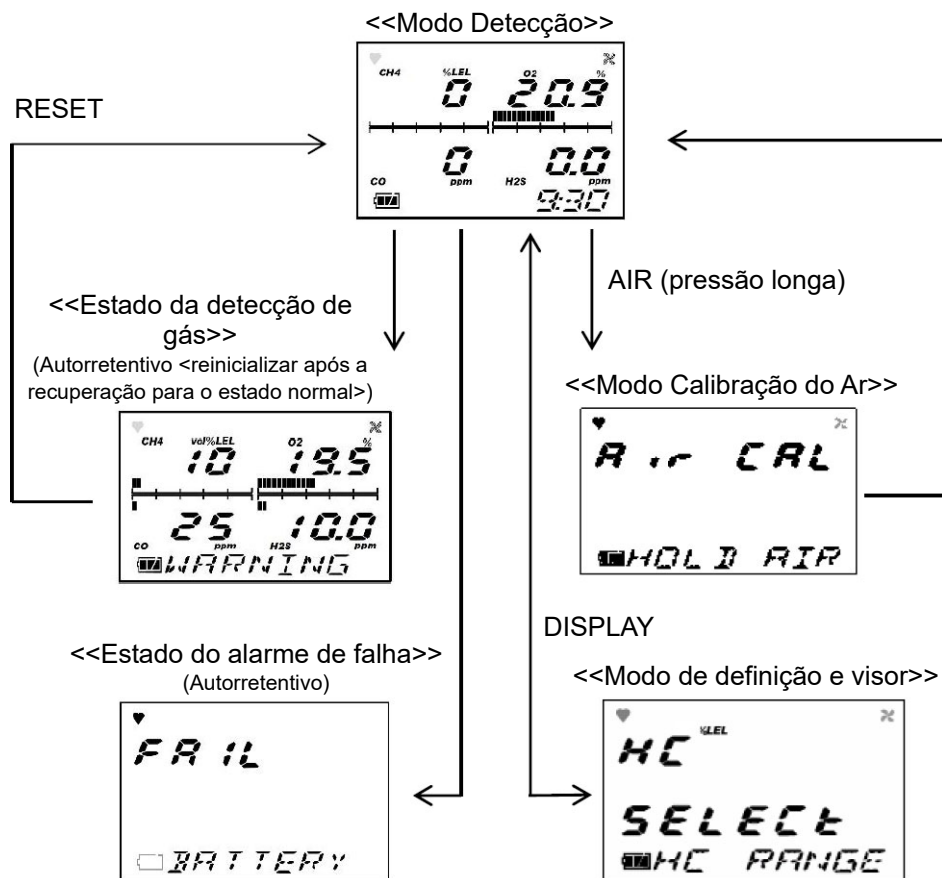 <<Modo Detecção>>
CH4 %LEL O2 %
0 20.9
0 0.0
CO ppm H2S ppm
9:30
RESET
AIR (pressão longa)
<<Estado da detecção de
gás>>
(Autorretentivo <reinicializar após a
recuperação para o estado normal>)
CH4 vol%LEL O2 %
10 19.5
25 10.0
CO ppm H2S ppm
WARNING
<<Modo Calibração do Ar>>
Air CAL
HOLD AIR
DISPLAY
<<Estado do alarme de falha>>
(Autorretentivo)
FAIL
BATTERY
<<Modo de definição e visor>>
HC %LEL
SELECt
HC RANGE